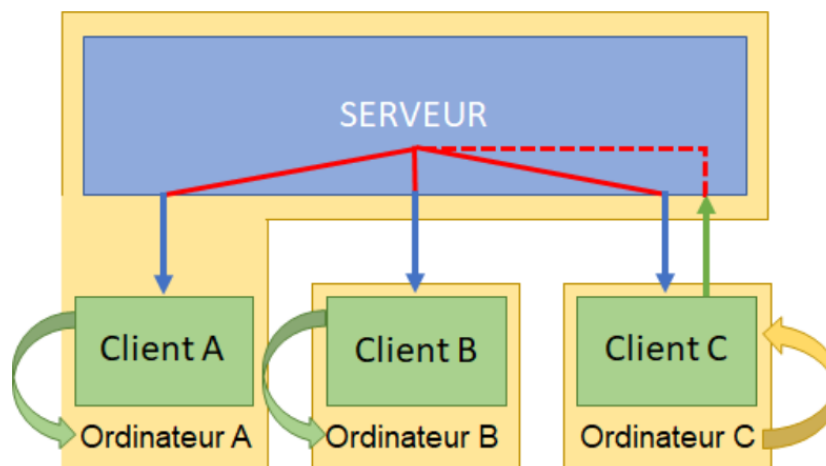 SERVEUR
Client A
Client B
Client C
Ordinateur A
Ordinateur B
Ordinateur C